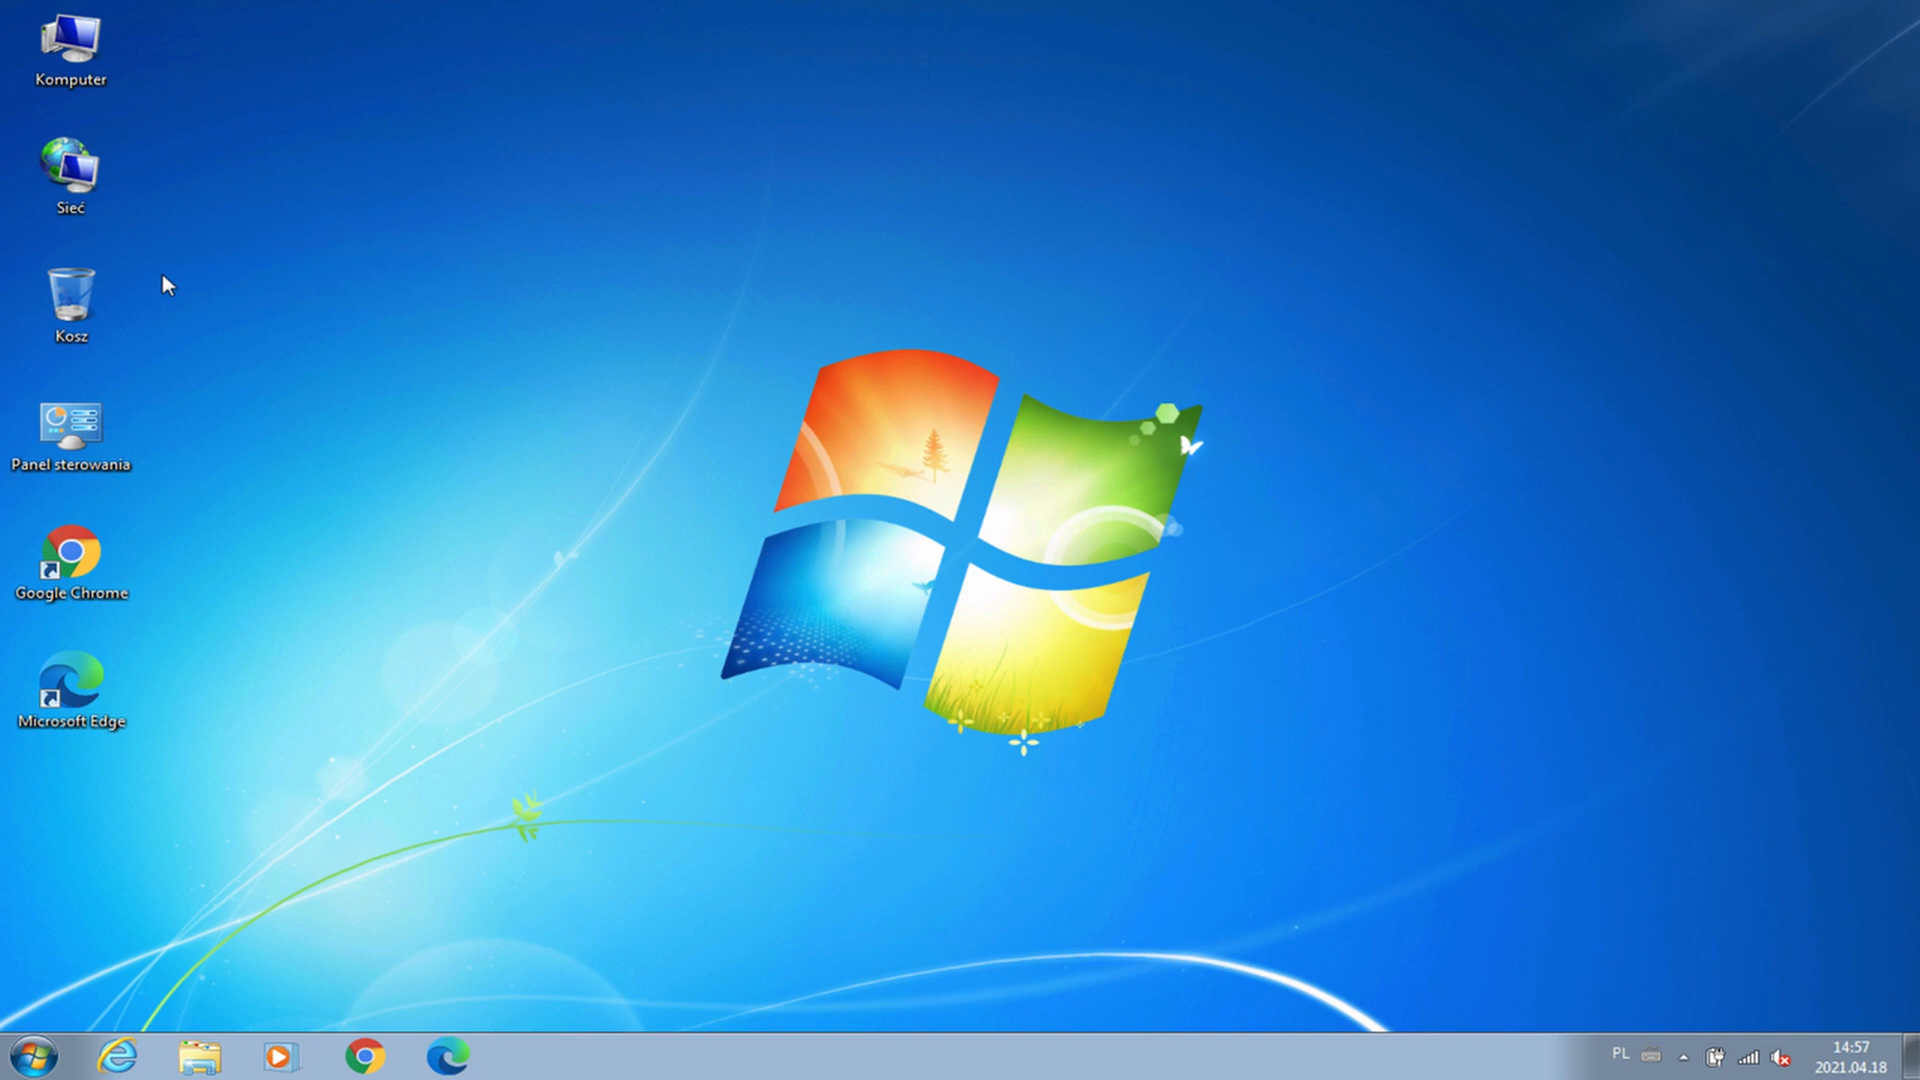 Komputer
Sieć
Kosz
Panel sterowania
Google Chrome
Microsoft Edge
PL
14:57
2021.04.18